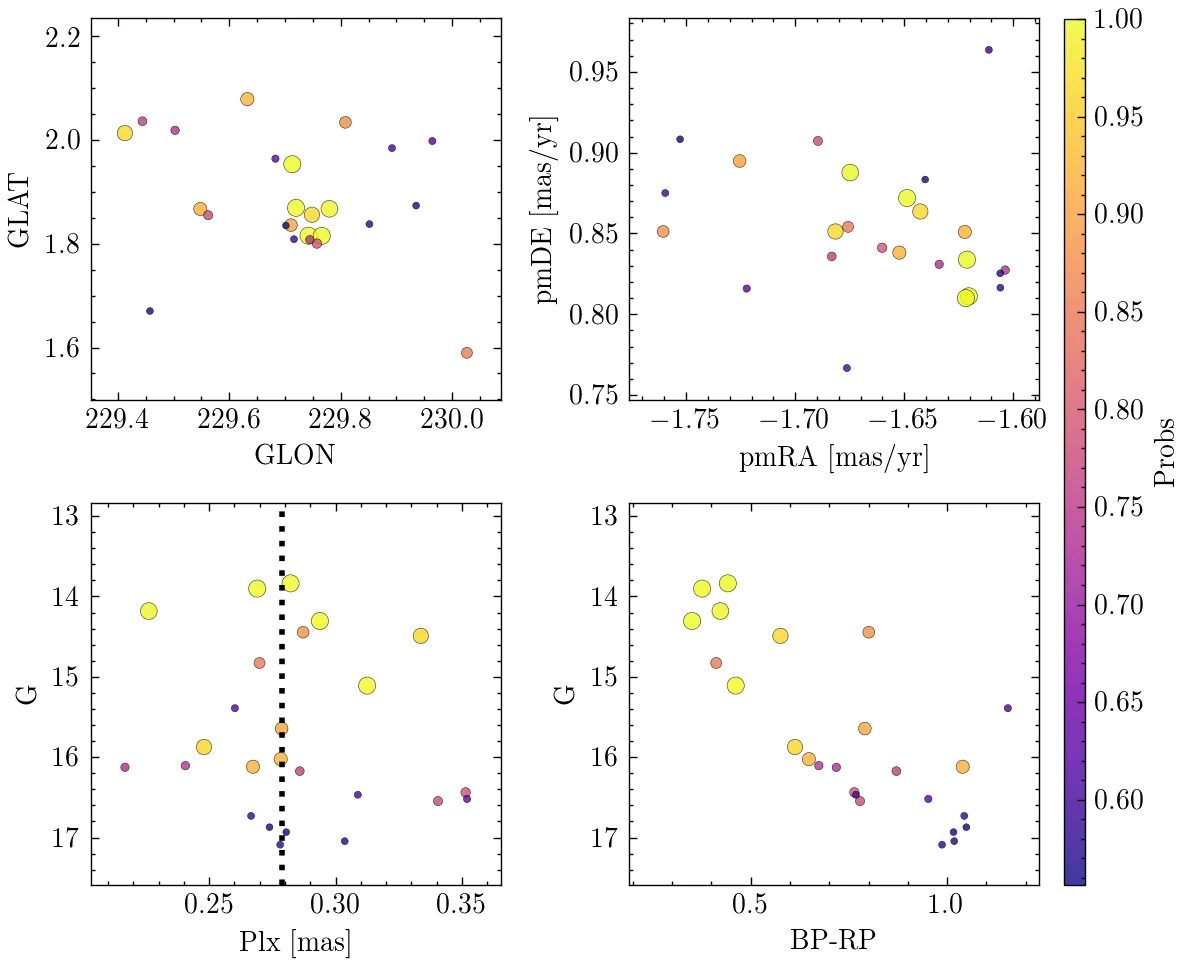 2.2
2.0
1.8
1.6
GLAT
229.4 229.6 229.8 230.0
GLON
0.95
0.90
0.85
0.80
0.75
pmDE [mas/yr]
−1.75 −1.70 −1.65 −1.60
pmRA [mas/yr]
1.00
0.95
0.90
0.85
0.80
0.75
0.70
0.65
0.60
Probs
13
14
15
16
17
G
0.25 0.30 0.35
Plx [mas]
13
14
15
16
17
G
0.5 1.0
BP-RP